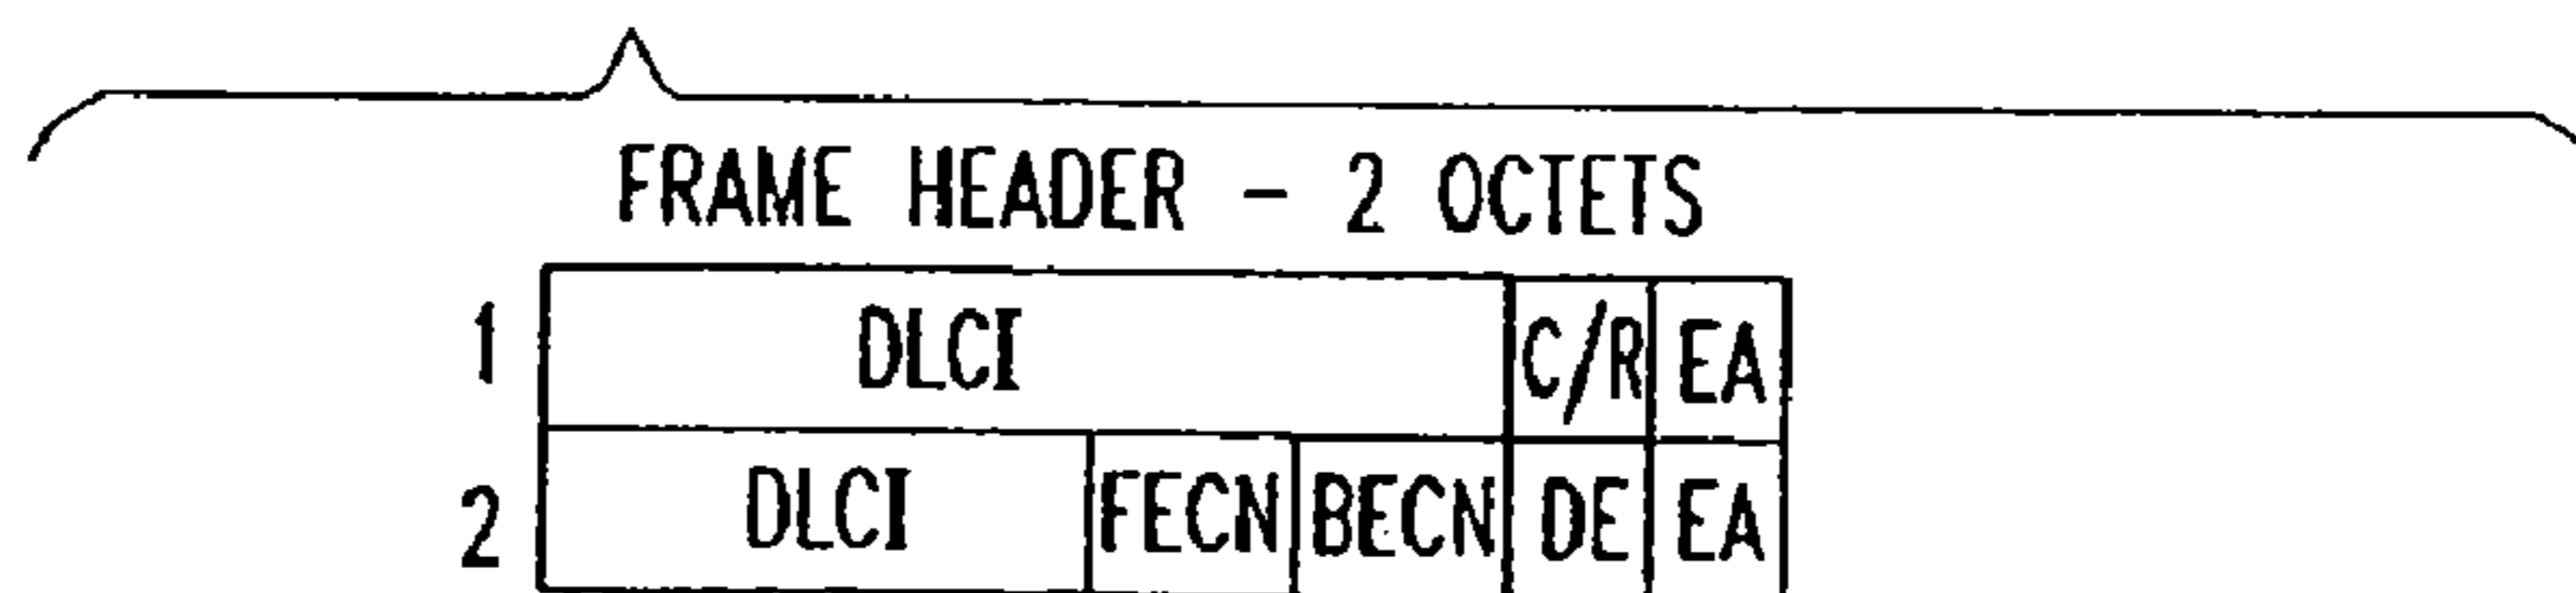 FRAME HEADER - 2 OCTETS
1 DLCI C/R EA
2 DLCI FECN BECN DE EA